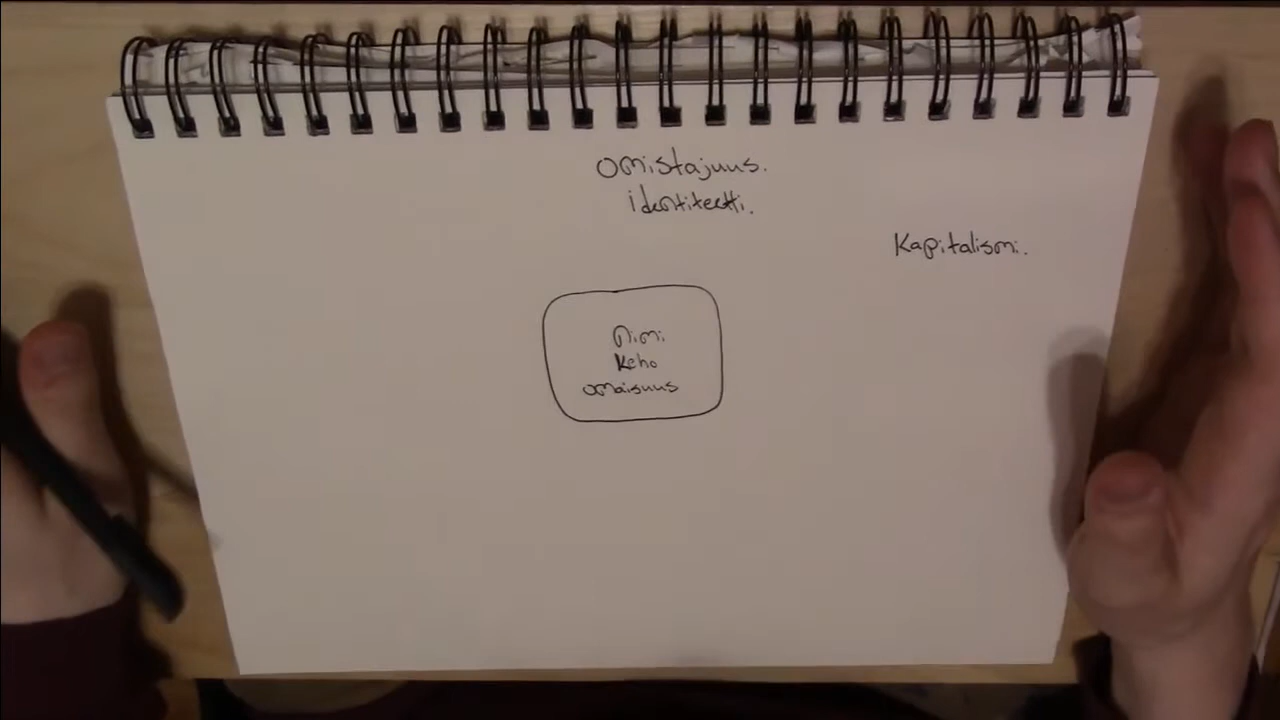 Omistajuus.
identiteetti.
Kapitalismi.
Nimi
Keho
omaisuus